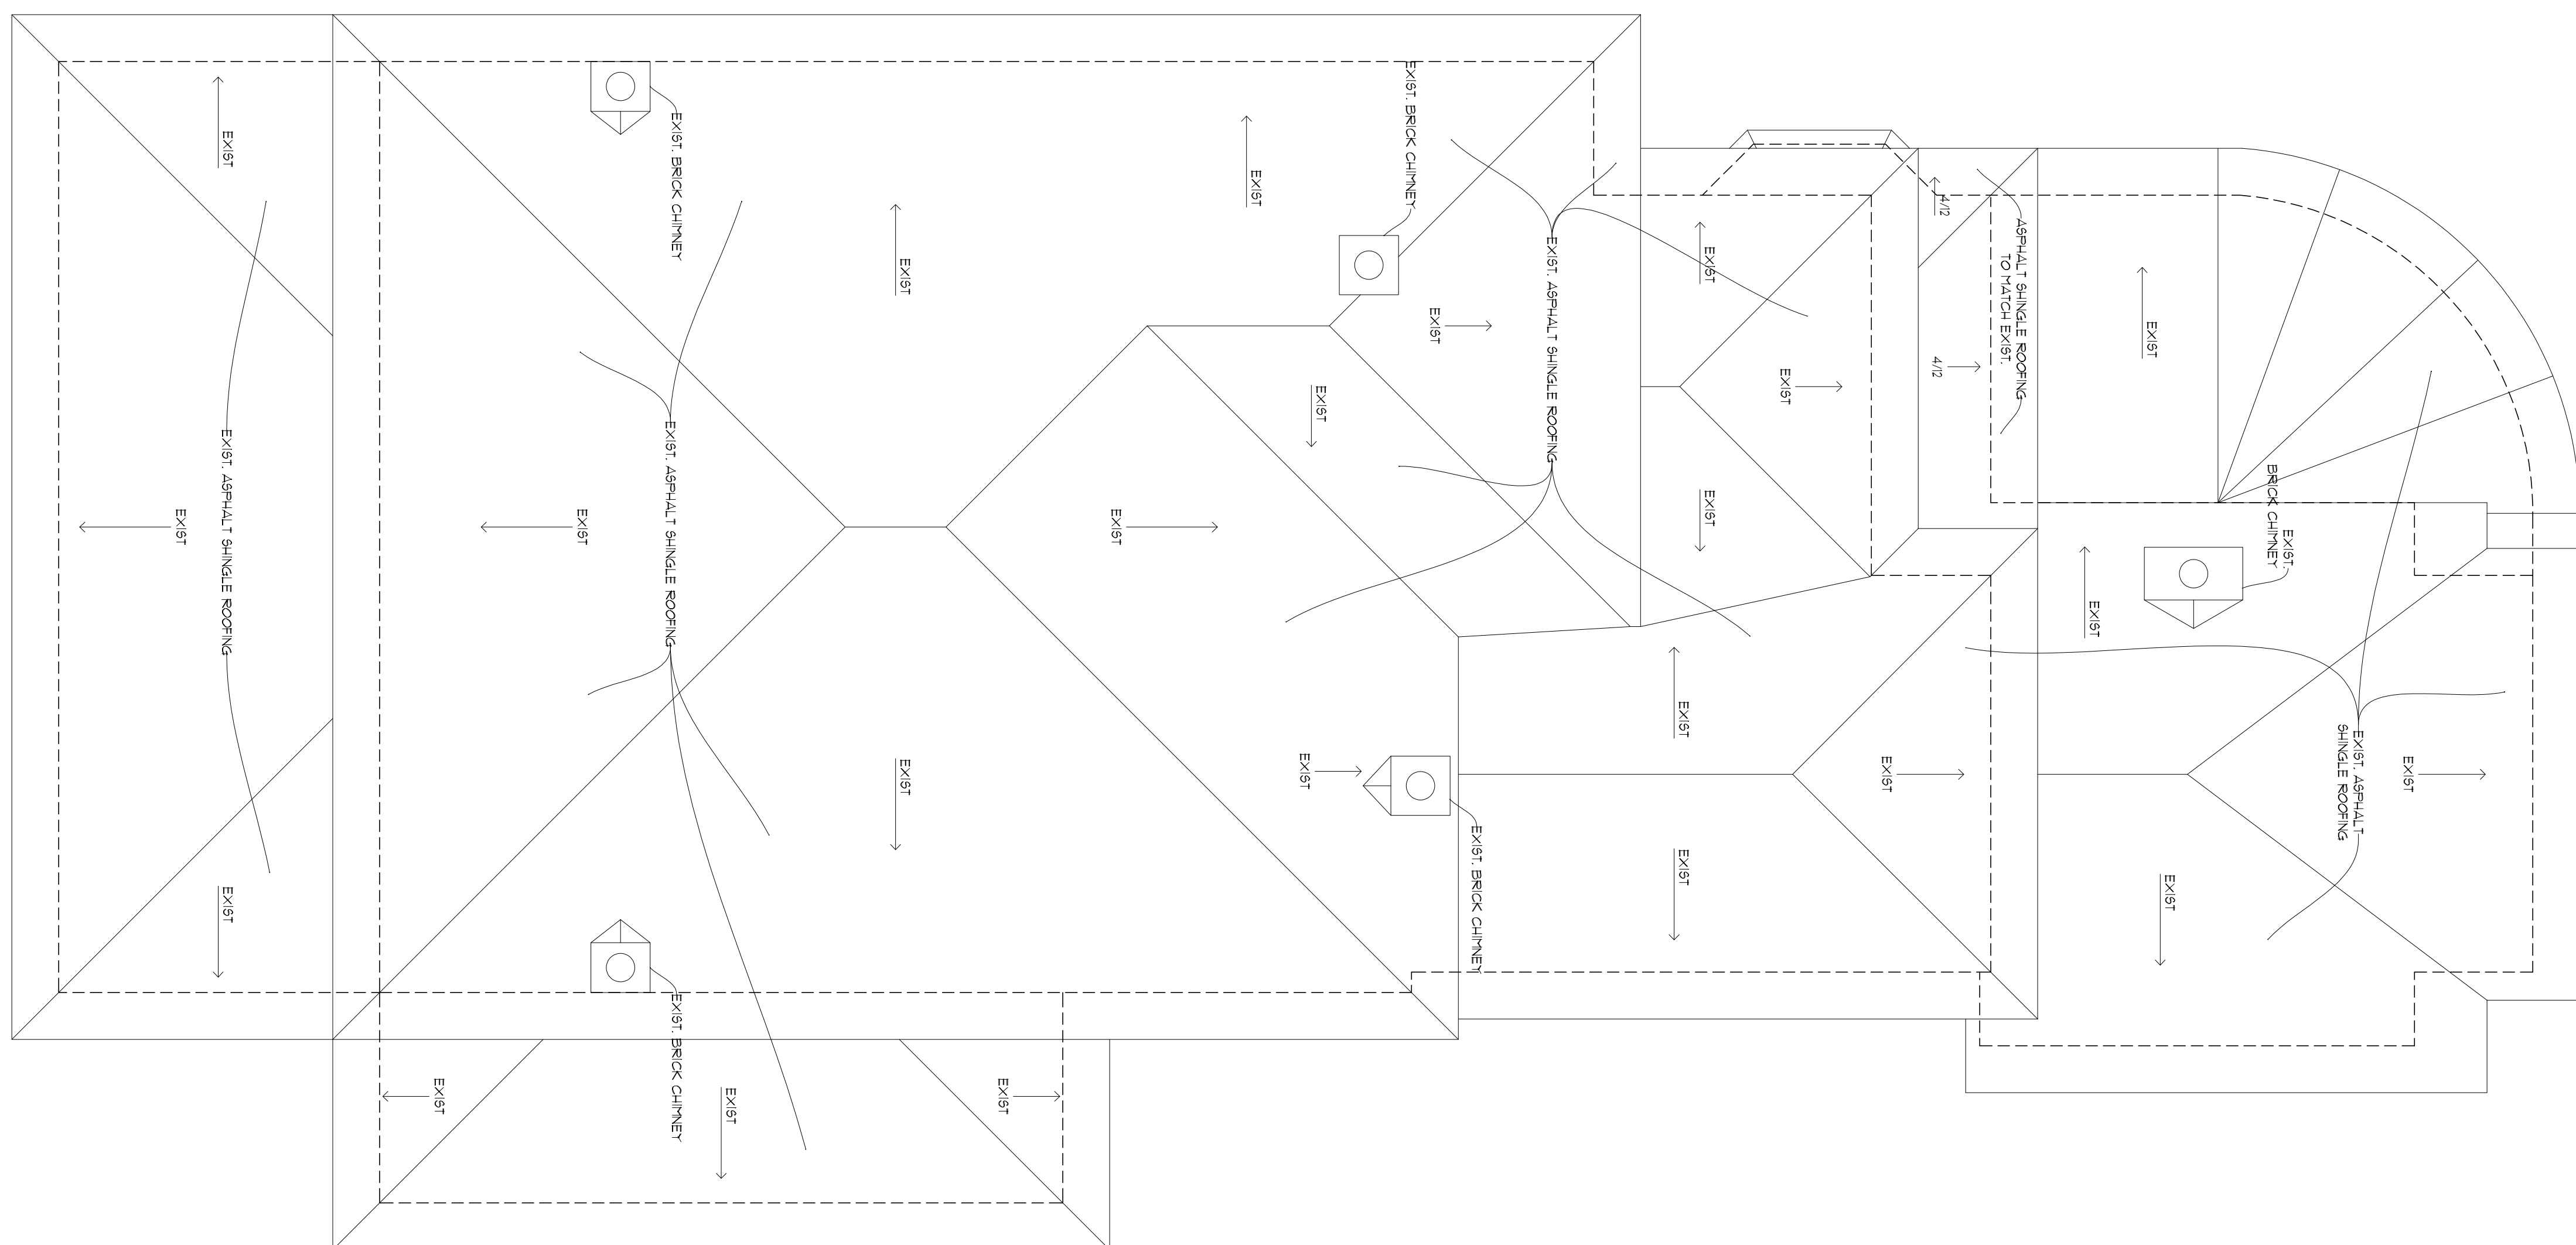 EXIST
EXIST. ASPHALT SHINGLE ROOFING
EXIST
EXIST
EXIST. BRICK CHIMNEY
EXIST
EXIST. ASPHALT SHINGLE ROOFING
EXIST
EXIST
EXIST. BRICK CHIMNEY
EXIST
EXIST
EXIST
EXIST
EXIST
EXIST. BRICK CHIMNEY
EXIST
EXIST
EXIST
EXIST. BRICK CHIMNEY
EXIST. ASPHALT SHINGLE ROOFING
EXIST
EXIST
EXIST
EXIST
EXIST
EXIST
4/12
4/12
ASPHALT SHINGLE ROOFING
TO MATCH EXIST.
EXIST
EXIST
EXIST
EXIST.
BRICK CHIMNEY
EXIST. ASPHALT
SHINGLE ROOFING
EXIST